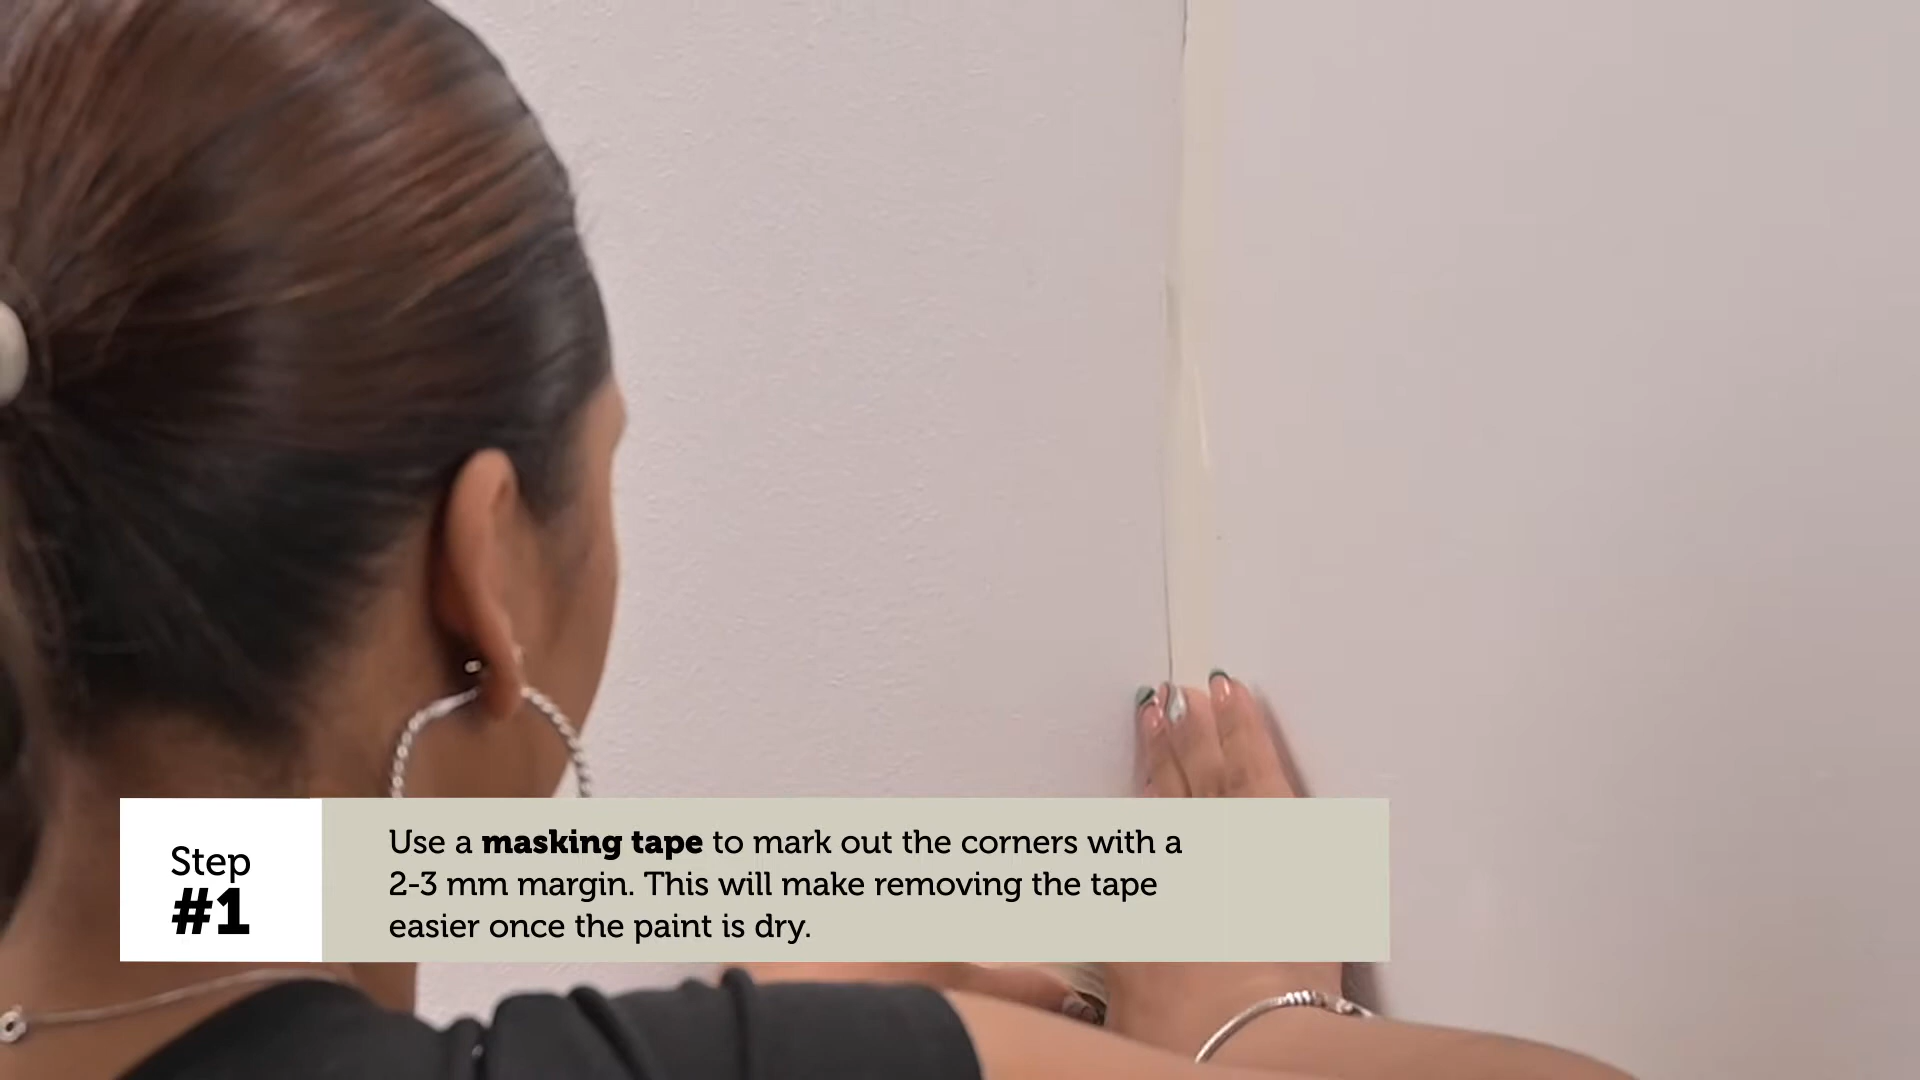 Step
#1
Use a masking tape to mark out the corners with a
2-3 mm margin. This will make removing the tape
easier once the paint is dry.